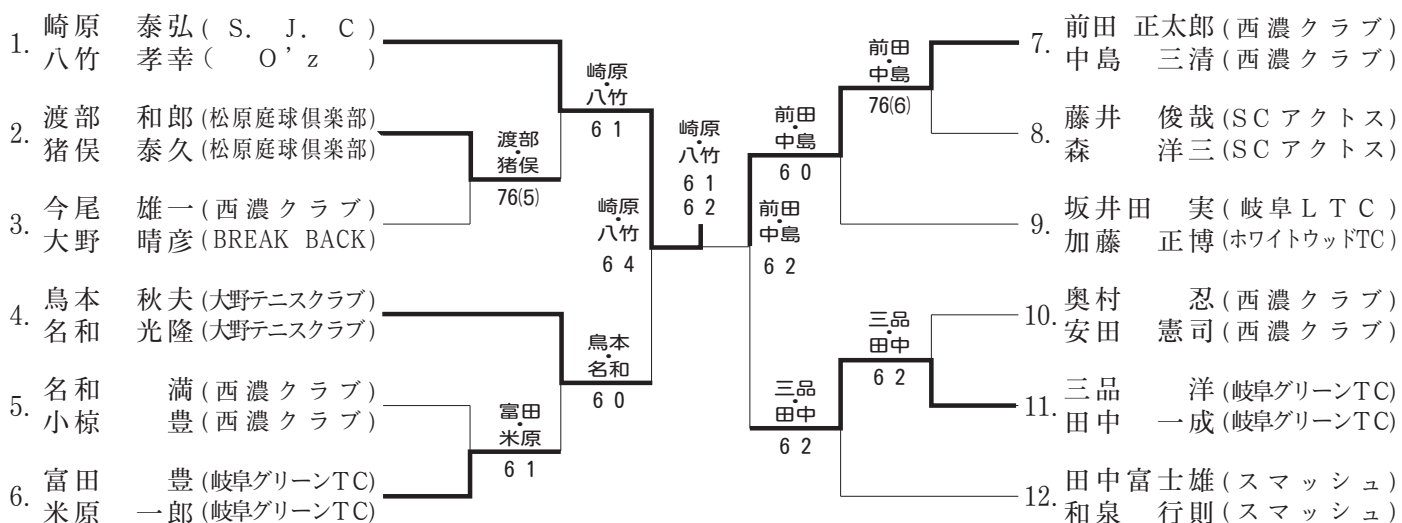 1. 崎原 泰弘 (S. J. C)
八竹 孝幸 (O'z)
2. 渡部 和郎 (松原庭球倶楽部)
猪俣 泰久 (松原庭球倶楽部)
3. 今尾 雄一 (西濃クラブ)
大野 晴彦 (BREAK BACK)
4. 鳥本 秋夫 (大野テニスクラブ)
名和 光隆 (大野テニスクラブ)
5. 名和 満 (西濃クラブ)
小椋 豊 (西濃クラブ)
6. 富田 豊 (岐阜グリーンTC)
米原 一郎 (岐阜グリーンTC)
渡部・猪俣
76(5)
富田・米原
6 1
崎原・八竹
6 1
鳥本・名和
6 0
崎原・八竹
6 4
崎原・八竹
6 1
6 2
前田・中島
6 2
前田・中島
6 0
三品・田中
6 2
前田・中島
76(6)
三品・田中
6 2
7. 前田 正太郎 (西濃クラブ)
中島 三清 (西濃クラブ)
8. 藤井 俊哉 (SCアクトス)
森 洋三 (SCアクトス)
9. 坂井田 実 (岐阜LTC)
加藤 正博 (ホワイトウッドTC)
10. 奥村 忍 (西濃クラブ)
安田 憲司 (西濃クラブ)
11. 三品 洋 (岐阜グリーンTC)
田中 一成 (岐阜グリーンTC)
12. 田中富士雄 (スマッシュ)
和泉 行則 (スマッシュ)